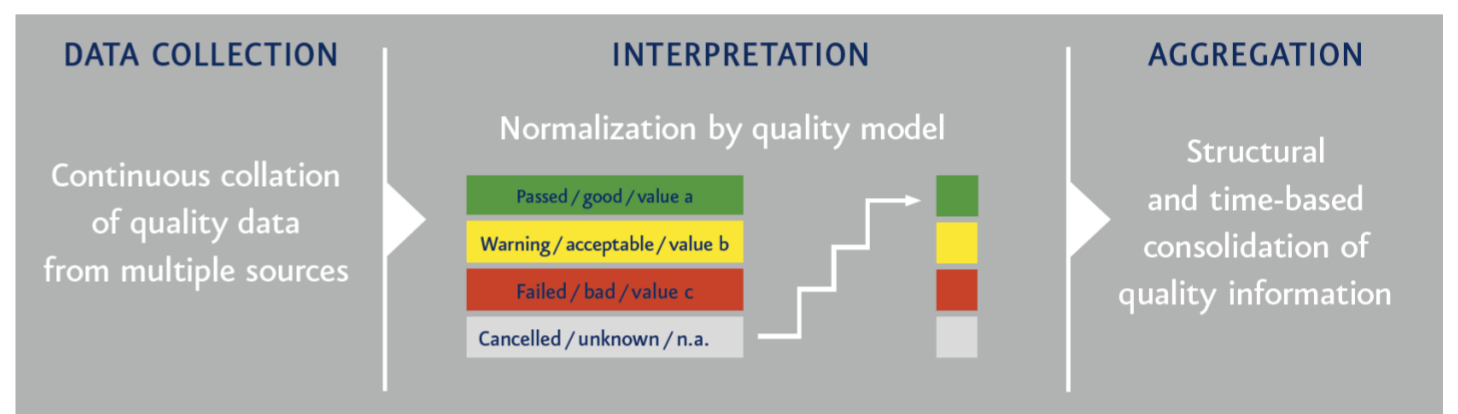 DATA COLLECTION
Continuous collation
of quality data
from multiple sources
INTERPRETATION
Normalization by quality model
Passed / good / value a
Warning / acceptable / value b
Failed / bad / value c
Cancelled / unknown / n.a.
AGGREGATION
Structural
and time-based
consolidation of
quality information